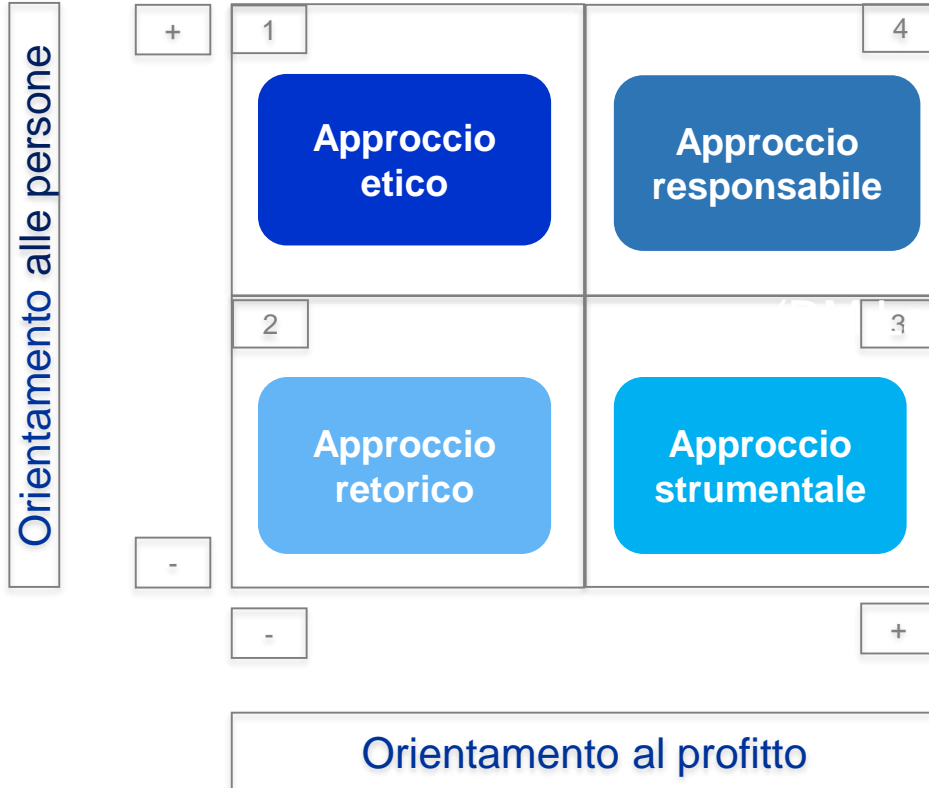 Orientamento alle persone
+
1
4
Approccio
etico
Approccio
responsabile
2
3
Approccio
retorico
Approccio
strumentale
-
-
+
Orientamento al profitto